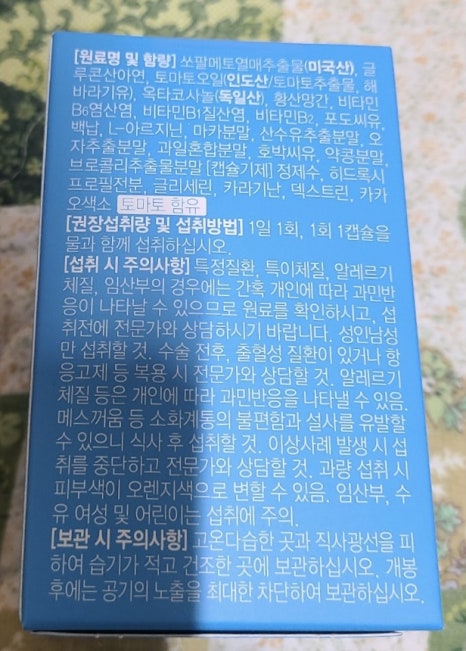 [원료명 및 함량] 쏘팔메토열매추출물(미국산), 글
루콘산아연, 토마토오일(인도산/토마토추출물, 해
바라기유), 옥타코사놀(독일산), 황산망간, 비타민
B₆염산염, 비타민B₁질산염, 비타민B₂, 포도씨유,
백납, L-아르지닌, 마카분말, 산수유추출분말, 오
자추출분말, 과일혼합분말, 호박씨유, 약콩분말,
브로콜리추출물분말 [캡슐기제] 정제수, 히드록시
프로필전분, 글리세린, 카라기난, 덱스트린, 카카
오색소 토마토 함유
[권장섭취량 및 섭취방법] 1일 1회, 1회 1캡슐을
물과 함께 섭취하십시오.
[섭취 시 주의사항] 특정질환, 특이체질, 알레르기
체질, 임산부의 경우에는 간혹 개인에 따라 과민반
응이 나타날 수 있으므로 원료를 확인하시고, 섭
취전에 전문가와 상담하시기 바랍니다. 성인남성
만 섭취할 것. 수술 전후, 출혈성 질환이 있거나 항
응고제 등 복용 시 전문가와 상담할 것. 알레르기
체질 등은 개인에 따라 과민반응을 나타낼 수 있음.
메스꺼움 등 소화계통의 불편함과 설사를 유발할
수 있으니 식사 후 섭취할 것. 이상사례 발생 시 섭
취를 중단하고 전문가와 상담할 것. 과량 섭취 시
피부색이 오렌지색으로 변할 수 있음. 임산부, 수
유 여성 및 어린이는 섭취에 주의.
[보관 시 주의사항] 고온다습한 곳과 직사광선을 피
하여 습기가 적고 건조한 곳에 보관하십시오. 개봉
후에는 공기의 노출을 최대한 차단하여 보관하십시오.